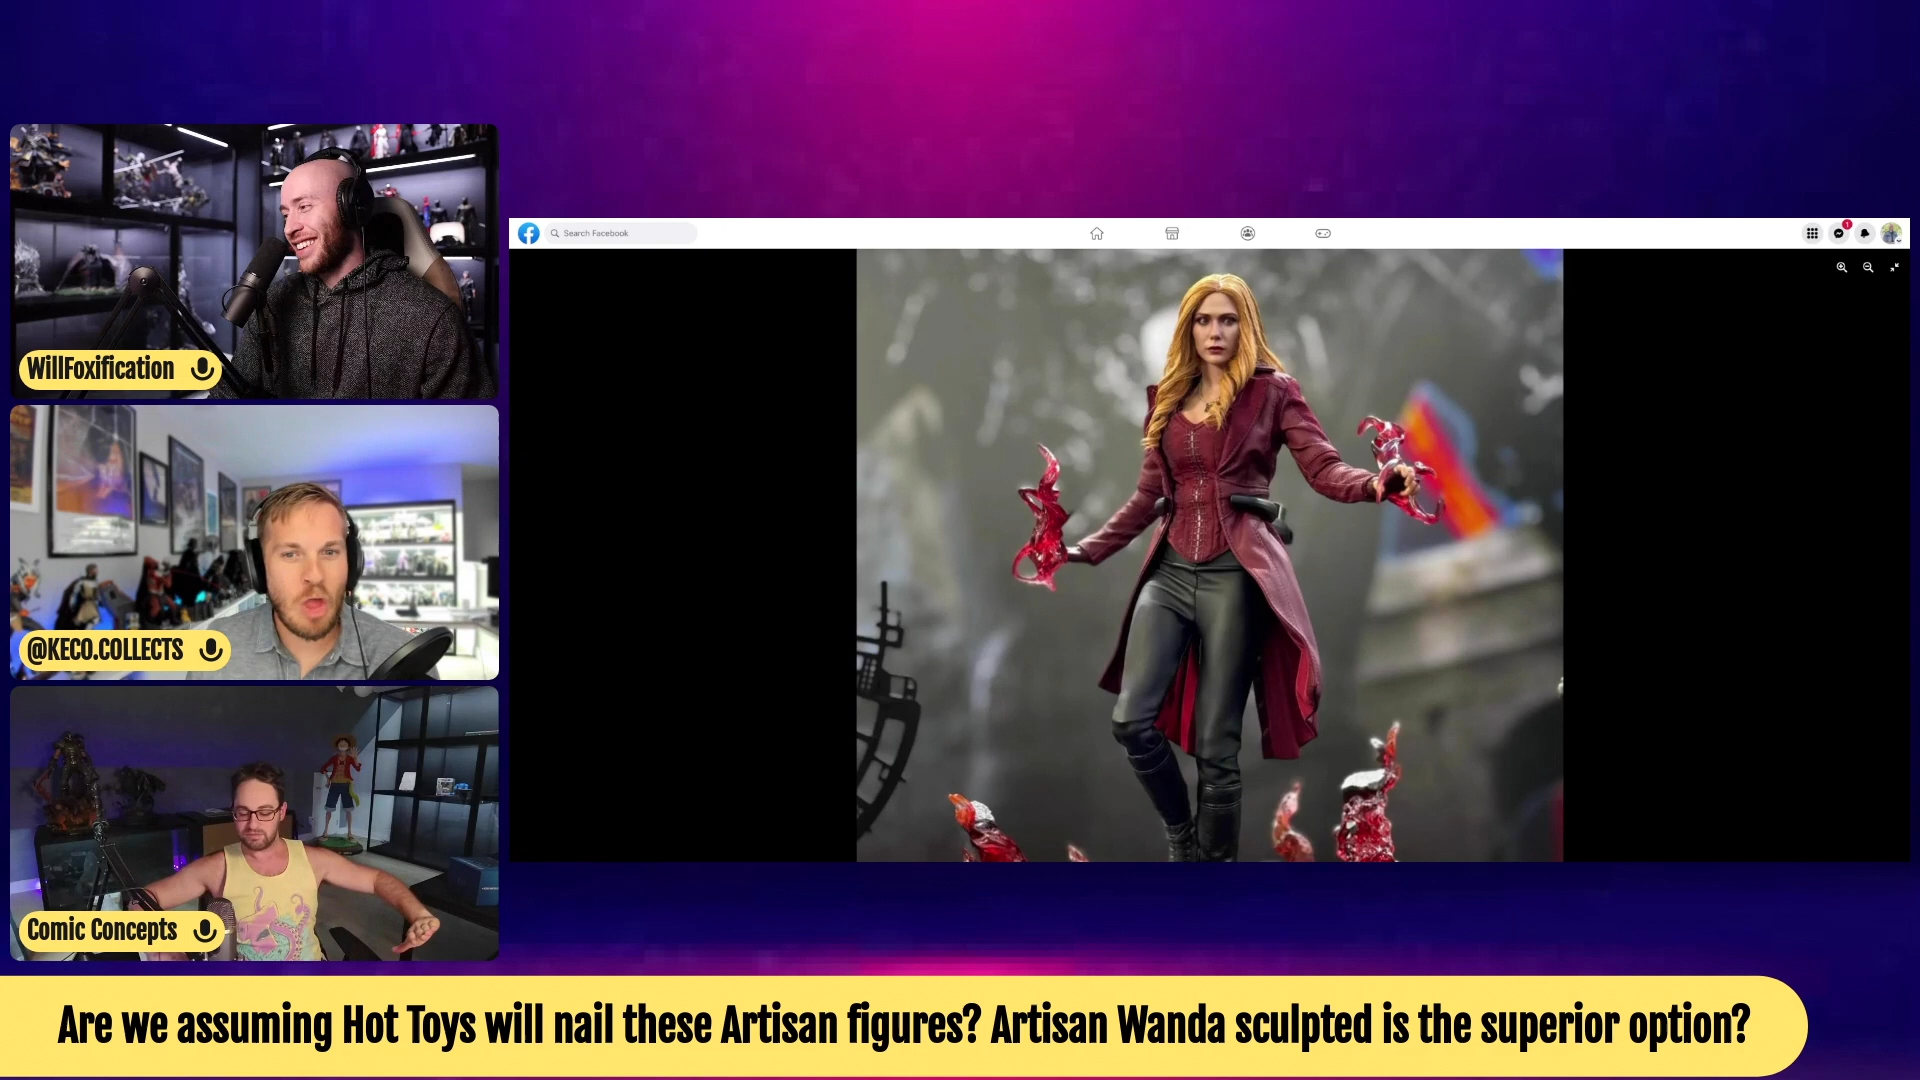 WillFoxification
Search Facebook
1
@KECO.COLLECTS
Comic Concepts
Are we assuming Hot Toys will nail these Artisan figures? Artisan Wanda sculpted is the superior option?